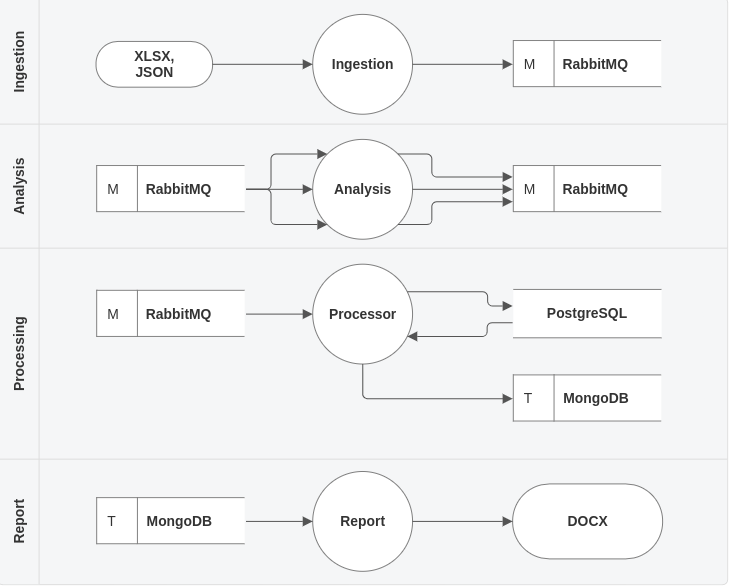 Ingestion
XLSX,
JSON
Ingestion
M RabbitMQ
Analysis
M RabbitMQ
Analysis
M RabbitMQ
Processing
M RabbitMQ
Processor
PostgreSQL
T MongoDB
Report
T MongoDB
Report
DOCX